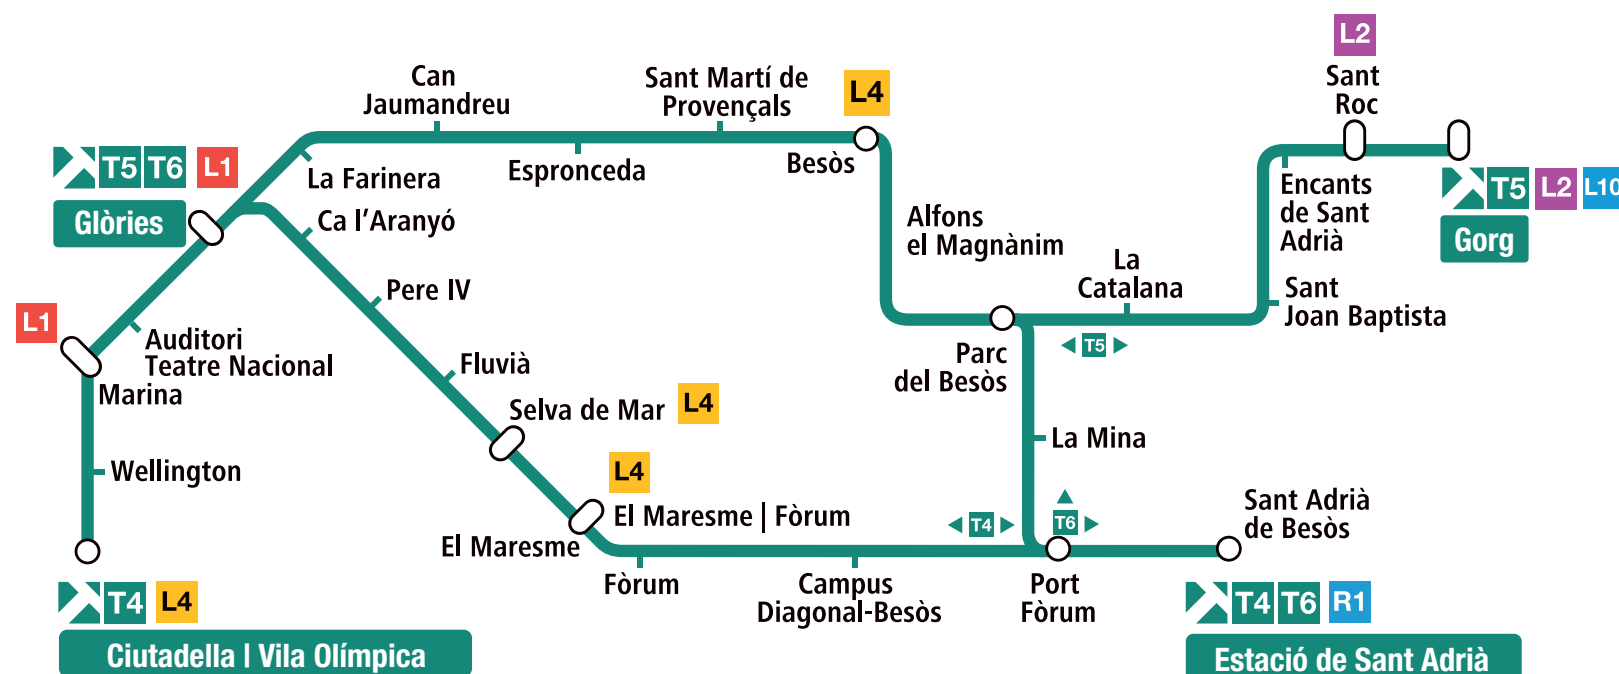 L2
Can
Jaumandreu
Sant Martí de
Provençals
L4
Sant
Roc
T5 T6 L1
Glòries
La Farinera
Espronceda
Besòs
Ca l'Aranyó
Alfons
el Magnànim
Encants
de Sant
Adrià
T5 L2 L10
Gorg
La
Catalana
Pere IV
Sant
Joan Baptista
L1
Auditori
Teatre Nacional
Marina
T5
Parc
del Besòs
Fluvià
Selva de Mar L4
La Mina
Wellington
L4
El Maresme | Fòrum
El Maresme
T4
T6
Sant Adrià
de Besòs
Fòrum
Campus
Diagonal-Besòs
Port
Fòrum
T4 L4
Ciutadella | Vila Olímpica
T4 T6 R1
Estació de Sant Adrià